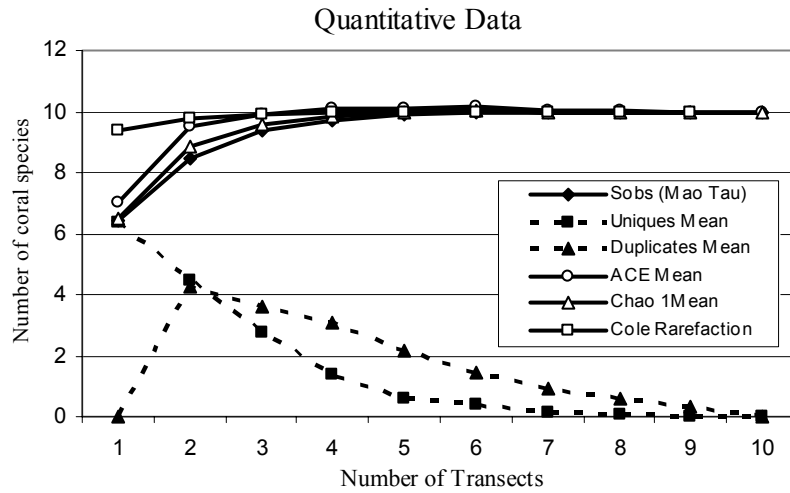 Quantitative Data
Number of coral species
12
10
8
6
4
2
0
Sobs (Mao Tau)
Uniques Mean
Duplicates Mean
ACE Mean
Chao 1Mean
Cole Rarefaction
1 2 3 4 5 6 7 8 9 10
Number of Transects